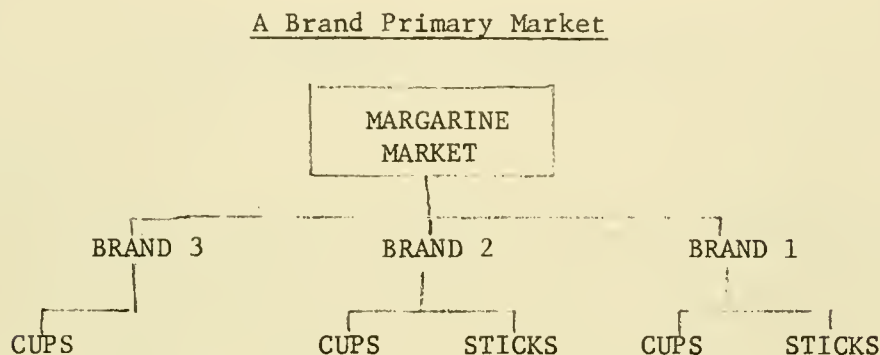 A Brand Primary Market
MARGARINE
MARKET
BRAND 3 BRAND 2 BRAND 1
CUPS CUPS STICKS CUPS STICKS